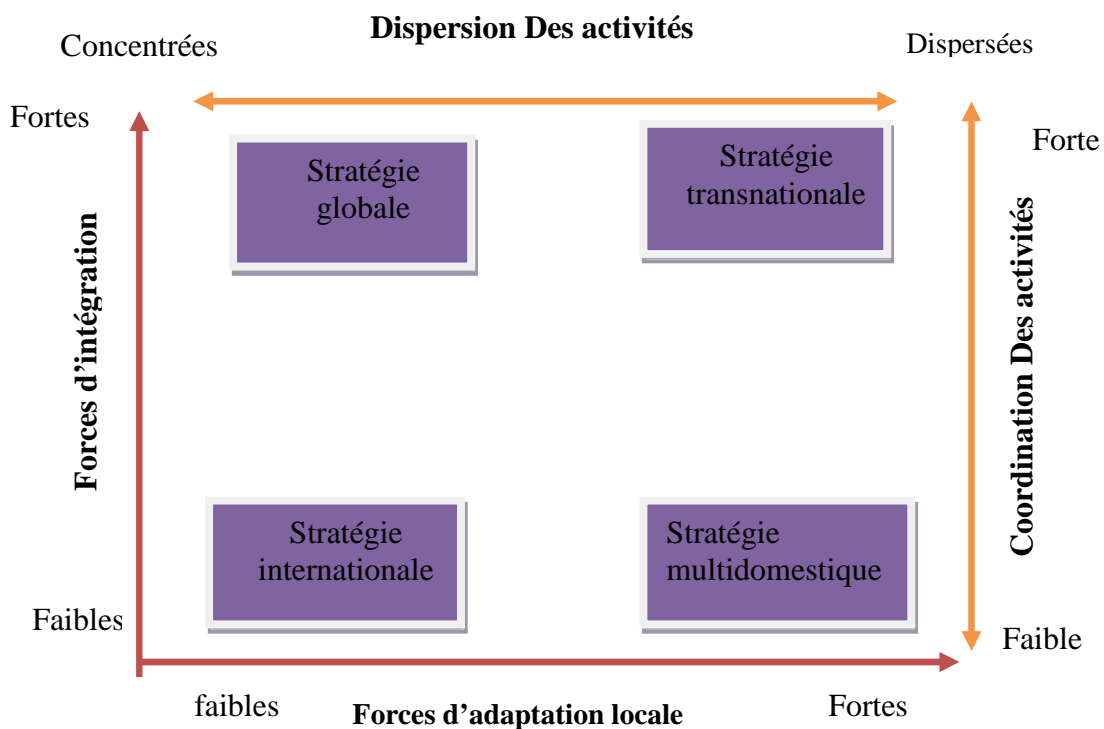 Dispersion Des activités
Concentrées
Dispersées
Fortes
Forte
Stratégie
globale
Stratégie
transnationale
Forces d'intégration
Coordination Des activités
Stratégie
internationale
Stratégie
multidomestique
Faibles
Faible
faibles
Forces d'adaptation locale
Fortes